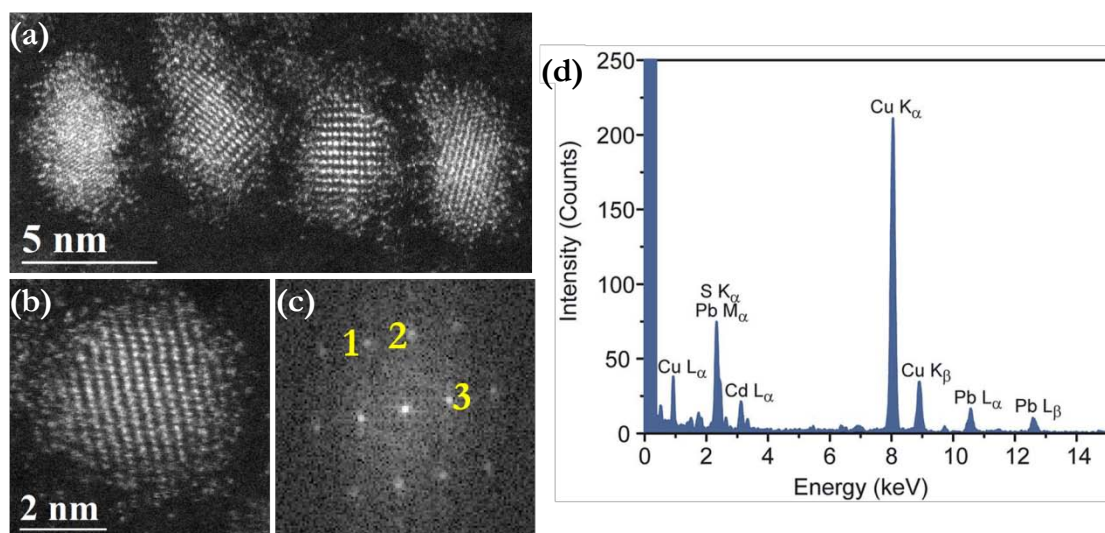 (a)
5 nm
(b)
2 nm
(c)
1 2
3
(d)
250
200
150
100
50
0
Intensity (Counts)
Cu Kα
S Kα
Pb Mα
Cu Lα
Cd Lα
Cu Kβ
Pb Lα
Pb Lβ
0 2 4 6 8 10 12 14
Energy (keV)